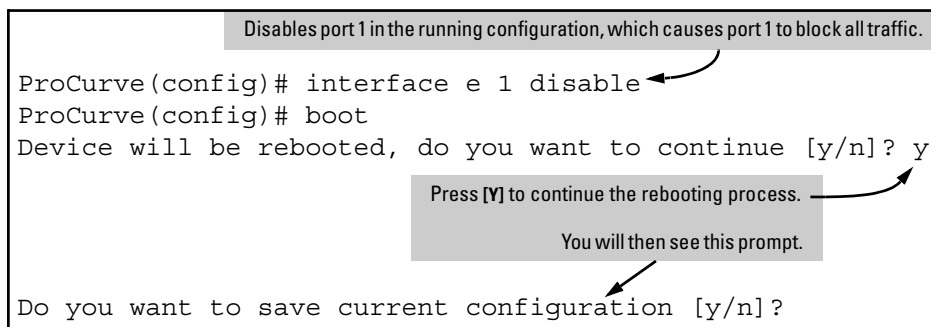 Disables port 1 in the running configuration, which causes port 1 to block all traffic.
ProCurve(config)# interface e 1 disable
ProCurve(config)# boot
Device will be rebooted, do you want to continue [y/n]? y
Press [Y] to continue the rebooting process.
You will then see this prompt.
Do you want to save current configuration [y/n]?